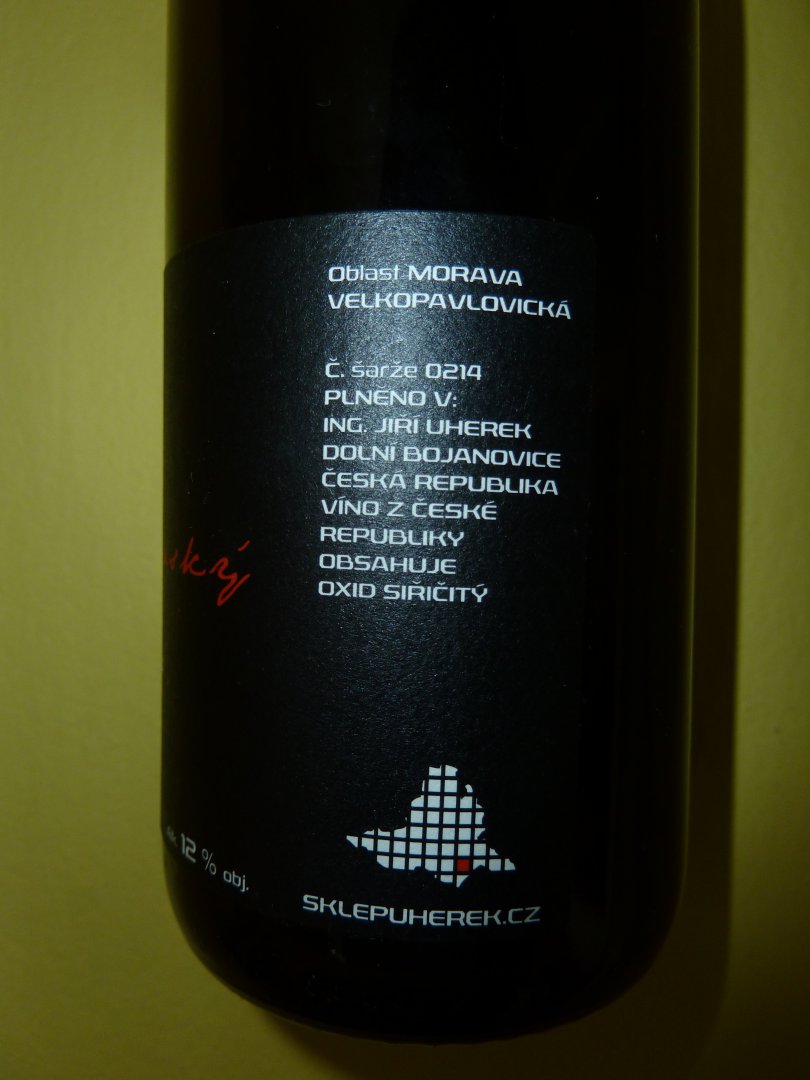 Oblast MORAVA
VELKOPAVLOVICKÁ
Č. šarže 0214
PLNĚNO V:
ING. JIŘÍ UHEREK
DOLNÍ BOJANOVICE
ČESKÁ REPUBLIKA
VÍNO Z ČESKÉ
REPUBLIKY
OBSAHUJE
OXID SIŘIČITÝ
12 % obj.
SKLEPUHEREK.CZ